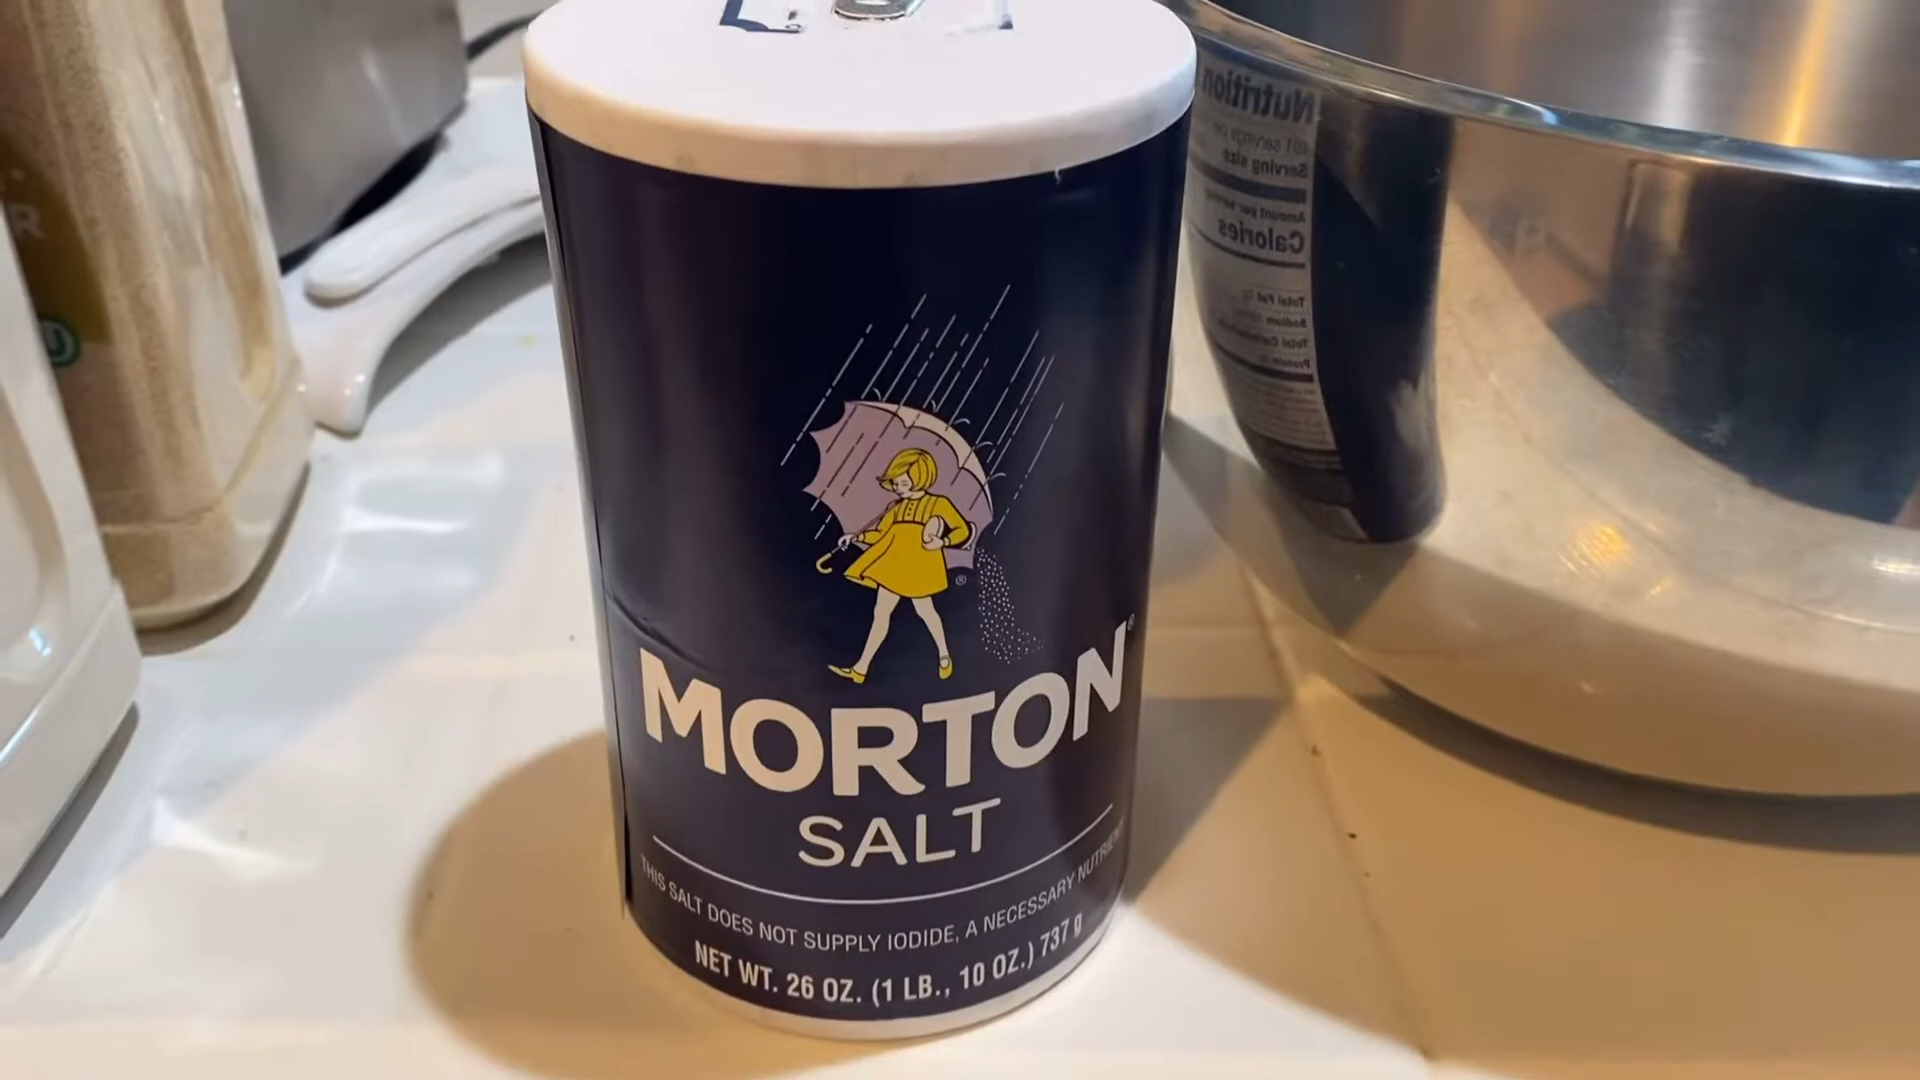 MORTON®
SALT
THIS SALT DOES NOT SUPPLY IODIDE, A NECESSARY NUTRIENT
NET WT. 26 OZ. (1 LB., 10 OZ.) 737 g
®
Nutrition
Serving size
Amount per serving
Calories
Total Fat
Sodium
Protein
R
U